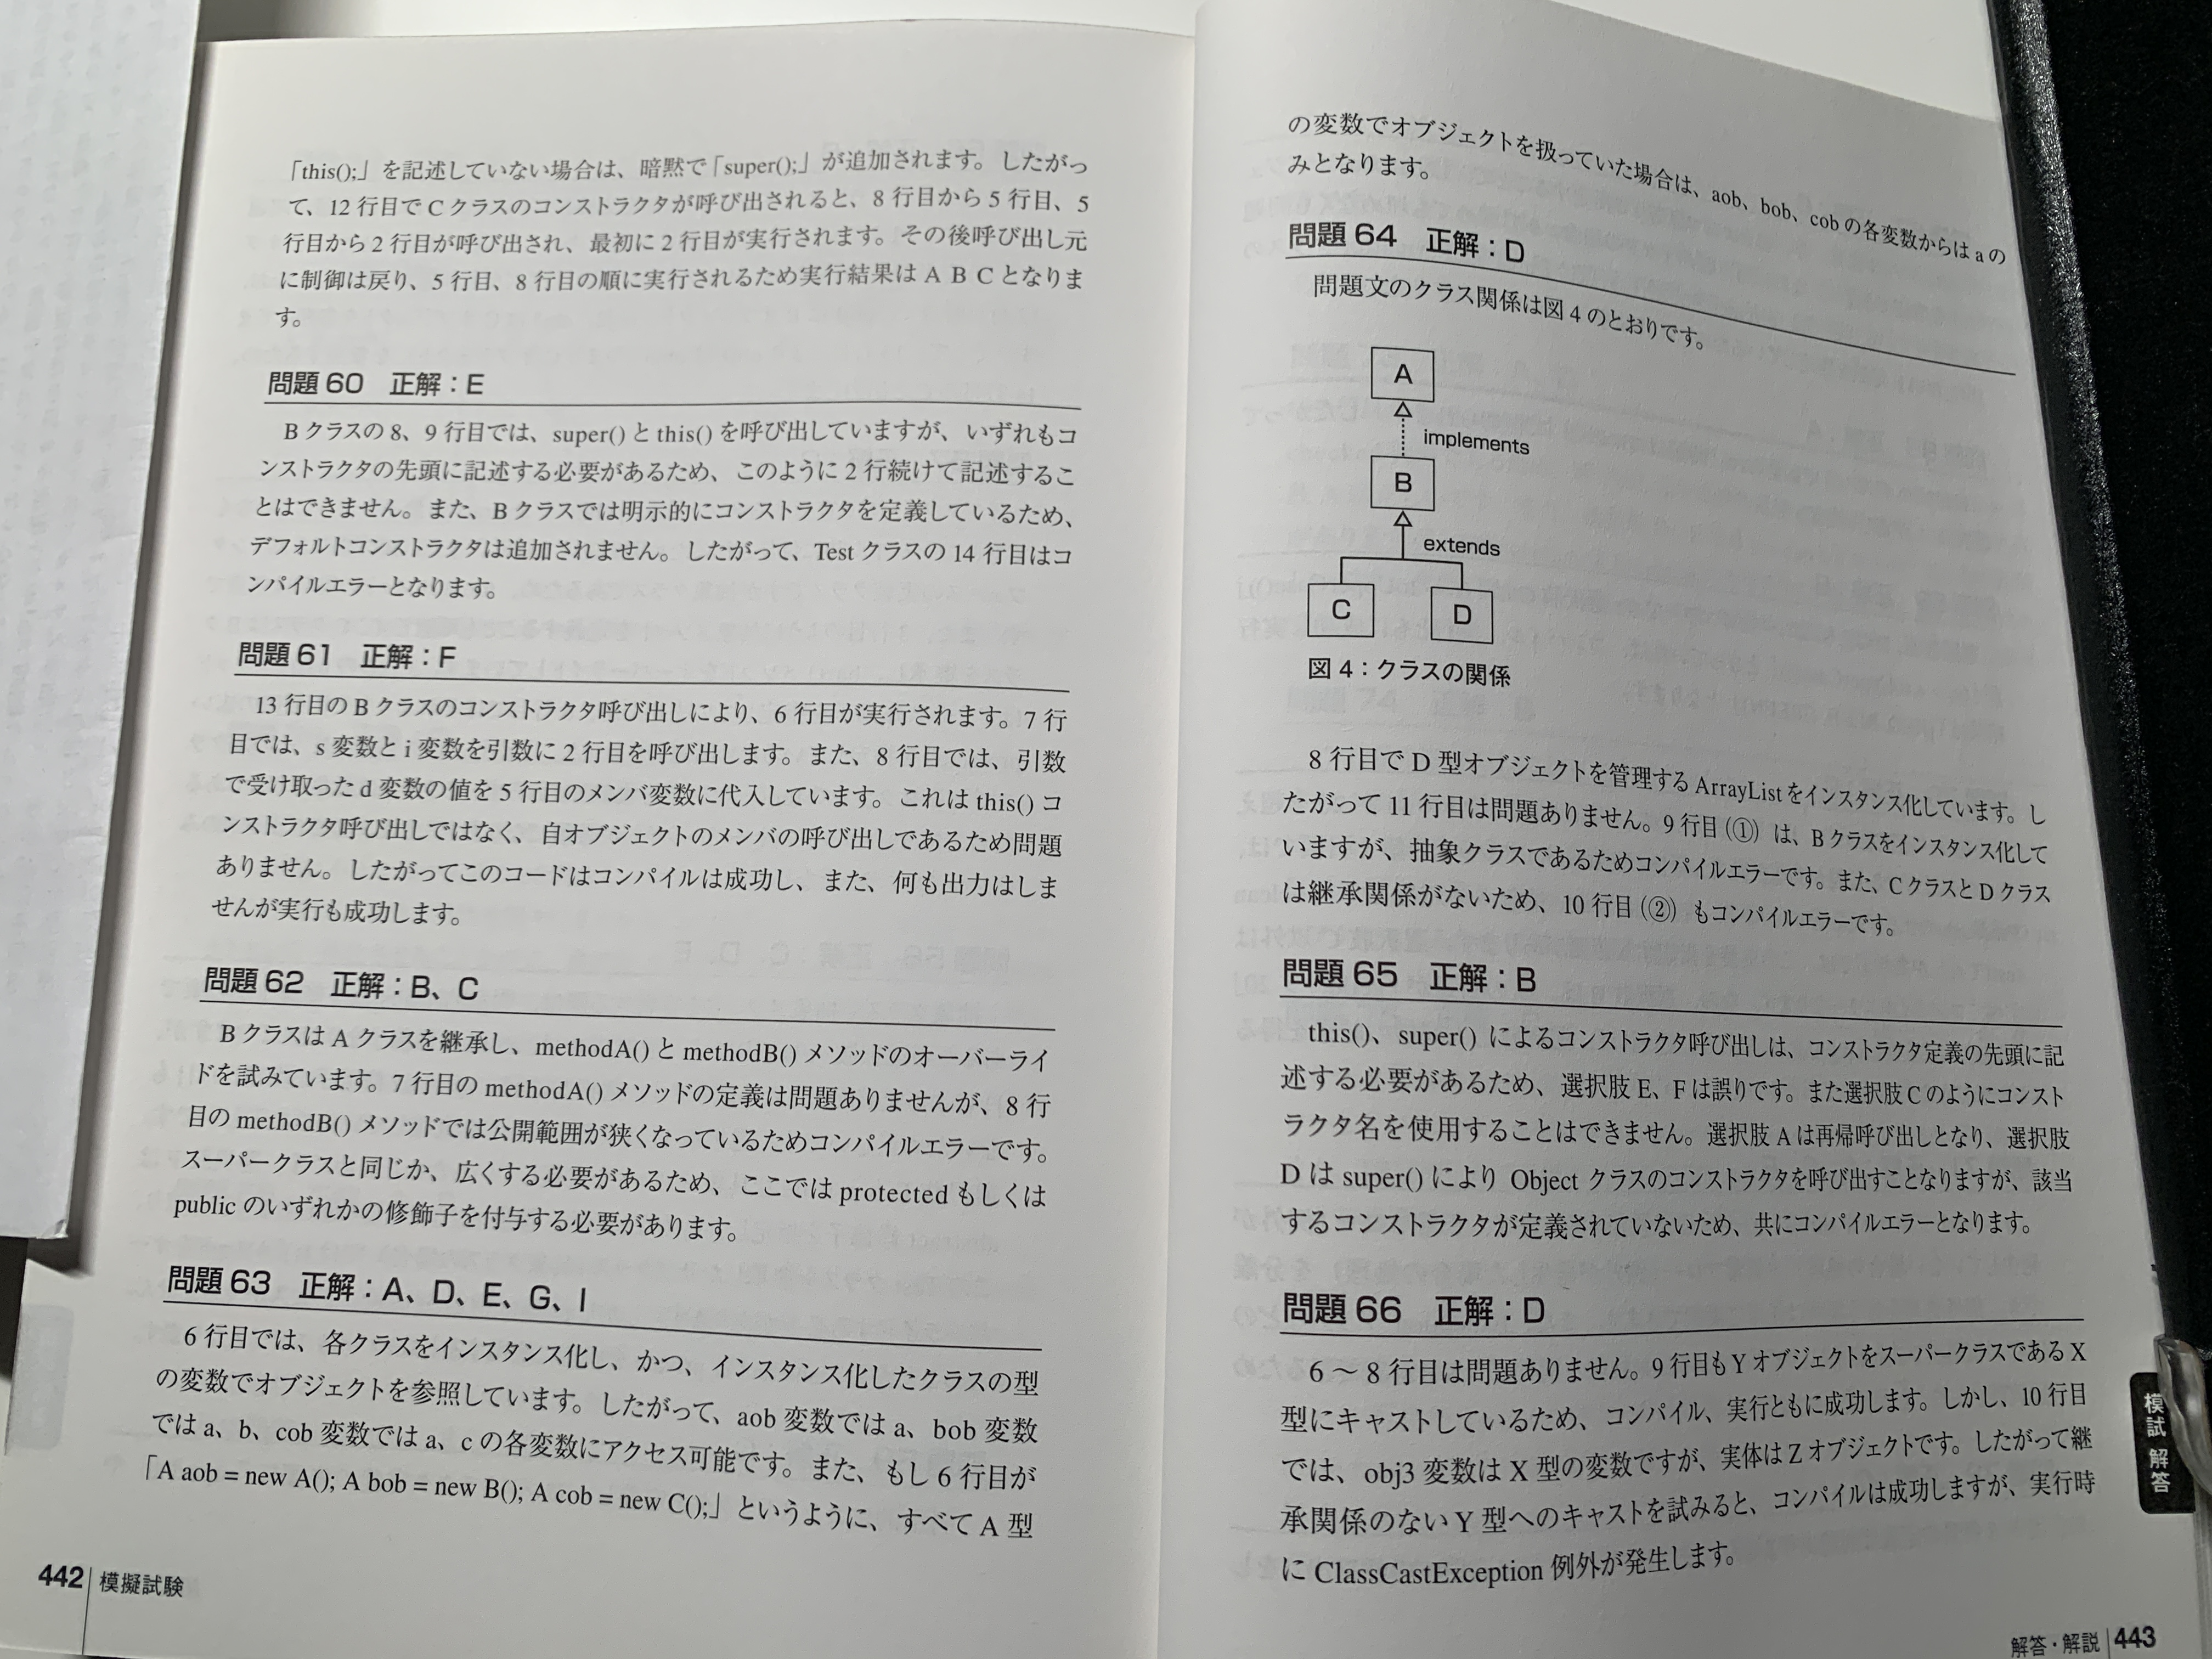 「this();」を記述していない場合は、暗黙で「super();」が追加されます。したがっ
て、12 行目で C クラスのコンストラクタが呼び出されると、8 行目から 5 行目、5
行目から 2 行目が呼び出され、最初に 2 行目が実行されます。その後呼び出し元
に制御は戻り、5 行目、8 行目の順に実行されるため実行結果は A B C となりま
す。
問題 60 正解：E
B クラスの 8、9 行目では、super() と this() を呼び出していますが、いずれもコ
ンストラクタの先頭に記述する必要があるため、このように 2 行続けて記述するこ
とはできません。また、B クラスでは明示的にコンストラクタを定義しているため、
デフォルトコンストラクタは追加されません。したがって、Test クラスの 14 行目はコ
ンパイルエラーとなります。
問題 61 正解：F
13 行目の B クラスのコンストラクタ呼び出しにより、6 行目が実行されます。7 行
目では、s 変数と i 変数を引数に 2 行目を呼び出します。また、8 行目では、引数
で受け取った d 変数の値を 5 行目のメンバ変数に代入しています。これは this() コ
ンストラクタ呼び出しではなく、自オブジェクトのメンバの呼び出しであるため問題
ありません。したがってこのコードはコンパイルは成功し、また、何も出力はしま
せんが実行も成功します。
問題 62 正解：B、C
B クラスは A クラスを継承し、methodA() と methodB() メソッドのオーバーライ
ドを試みています。7 行目の methodA() メソッドの定義は問題ありませんが、8 行
目の methodB() メソッドでは公開範囲が狭くなっているためコンパイルエラーです。
スーパークラスと同じか、広くする必要があるため、ここでは protected もしくは
public のいずれかの修飾子を付与する必要があります。
問題 63 正解：A、D、E、G、I
6 行目では、各クラスをインスタンス化し、かつ、インスタンス化したクラスの型
の変数でオブジェクトを参照しています。したがって、aob 変数では a、bob 変数
では a、b、cob 変数では a、c の各変数にアクセス可能です。また、もし 6 行目が
「A aob = new A(); A bob = new B(); A cob = new C();」というように、すべて A 型
442 模擬試験
の変数でオブジェクトを扱っていた場合は、aob、bob、cob の各変数からは a の
みとなります。
問題 64 正解：D
問題文のクラス関係は図 4 のとおりです。
A
implements
B
extends
C D
図 4：クラスの関係
8 行目で D 型オブジェクトを管理する ArrayList をインスタンス化しています。し
たがって 11 行目は問題ありません。9 行目（①）は、B クラスをインスタンス化して
いますが、抽象クラスであるためコンパイルエラーです。また、C クラスと D クラス
は継承関係がないため、10 行目（②）もコンパイルエラーです。
問題 65 正解：B
this()、super() によるコンストラクタ呼び出しは、コンストラクタ定義の先頭に記
述する必要があるため、選択肢 E、F は誤りです。また選択肢 C のようにコンスト
ラクタ名を使用することはできません。選択肢 A は再帰呼び出しとなり、選択肢
D は super() により Object クラスのコンストラクタを呼び出すことなりますが、該当
するコンストラクタが定義されていないため、共にコンパイルエラーとなります。
問題 66 正解：D
6 ～ 8 行目は問題ありません。9 行目も Y オブジェクトをスーパークラスである X
型にキャストしているため、コンパイル、実行ともに成功します。しかし、10 行目
では、obj3 変数は X 型の変数ですが、実体は Z オブジェクトです。したがって継
承関係のない Y 型へのキャストを試みると、コンパイルは成功しますが、実行時
に ClassCastException 例外が発生します。
模試 解答
解答・解説 443